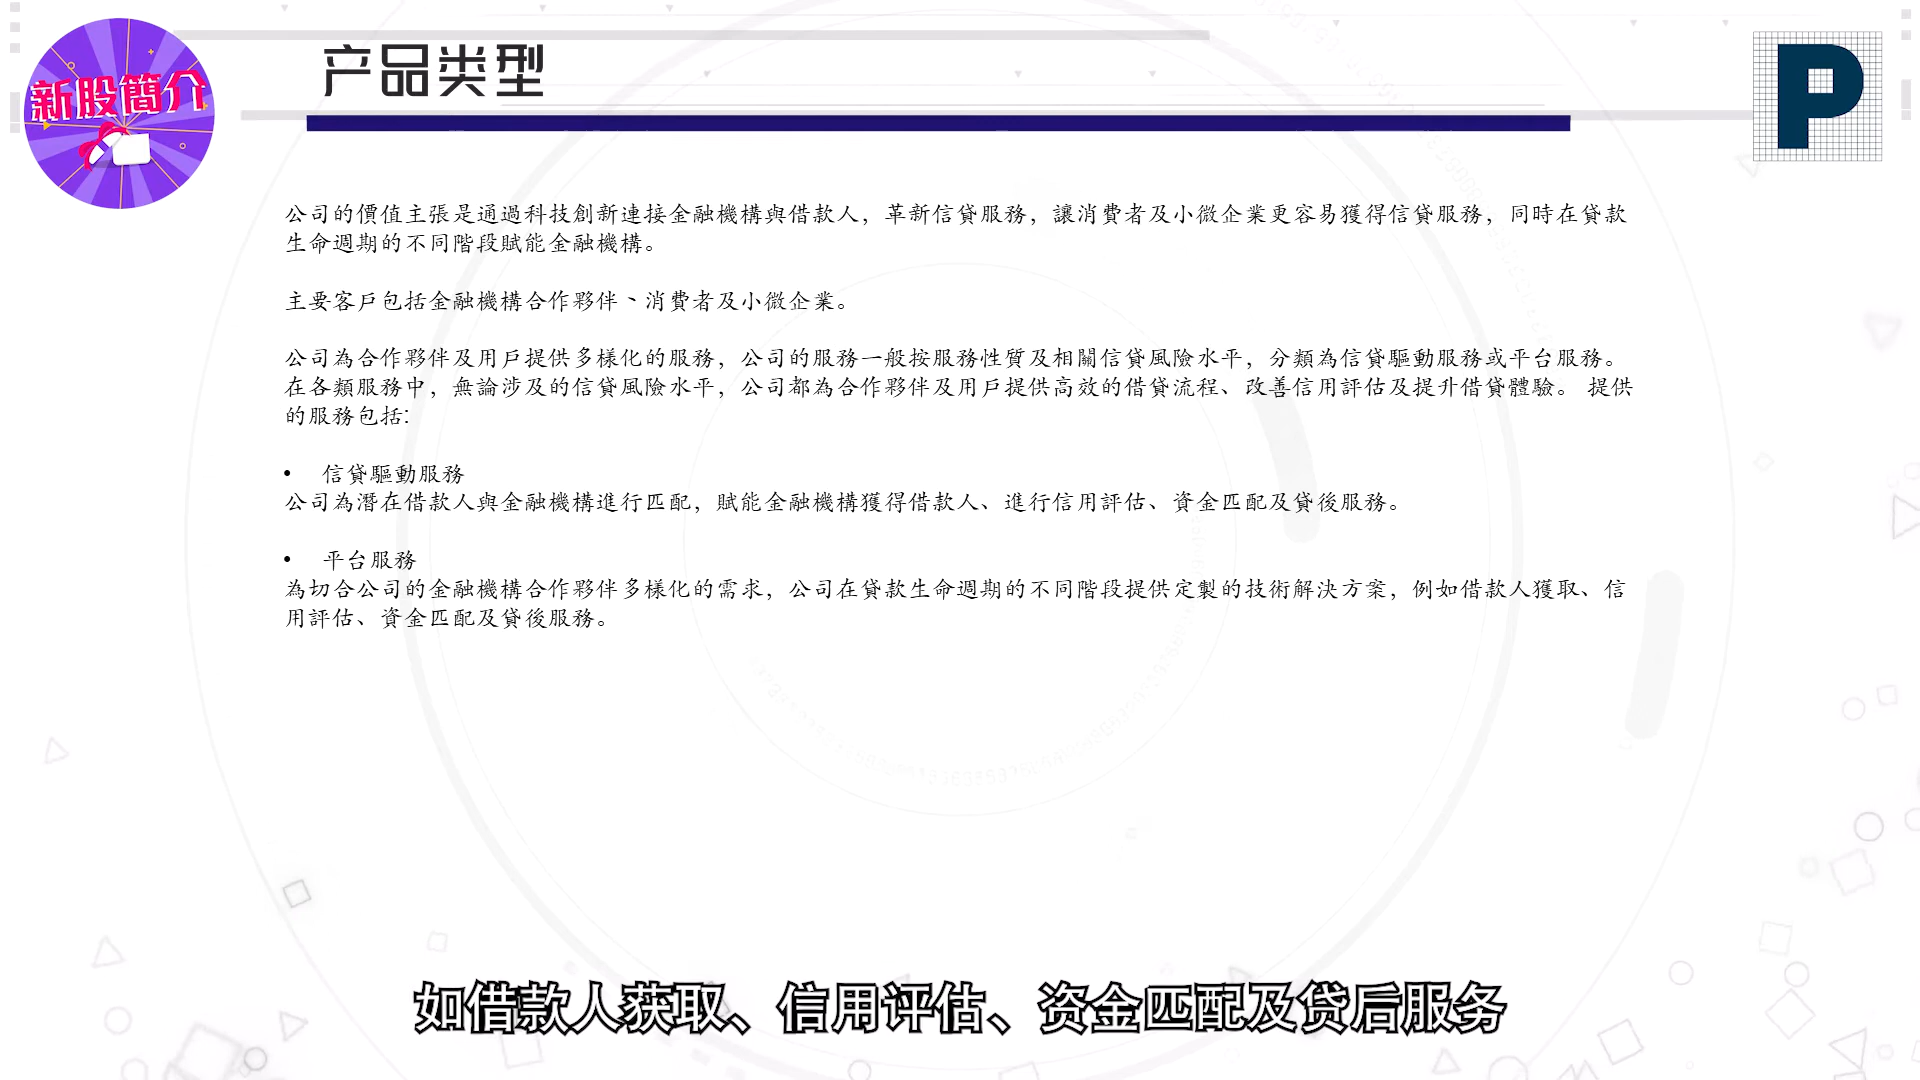 产品类型
新股簡介
P
公司的價值主張是通過科技創新連接金融機構與借款人，革新信貸服務，讓消費者及小微企業更容易獲得信貸服務，同時在貸款
生命週期的不同階段賦能金融機構。
主要客戶包括金融機構合作夥伴、消費者及小微企業。
公司為合作夥伴及用戶提供多樣化的服務，公司的服務一般按服務性質及相關信貸風險水平，分類為信貸驅動服務或平台服務。
在各類服務中，無論涉及的信貸風險水平，公司都為合作夥伴及用戶提供高效的借貸流程、改善信用評估及提升借貸體驗。 提供
的服務包括:
• 信貸驅動服務
公司為潛在借款人與金融機構進行匹配，賦能金融機構獲得借款人、進行信用評估、資金匹配及貸後服務。
• 平台服務
為切合公司的金融機構合作夥伴多樣化的需求，公司在貸款生命週期的不同階段提供定製的技術解決方案，例如借款人獲取、信
用評估、資金匹配及貸後服務。
如借款人获取、信用评估、资金匹配及贷后服务